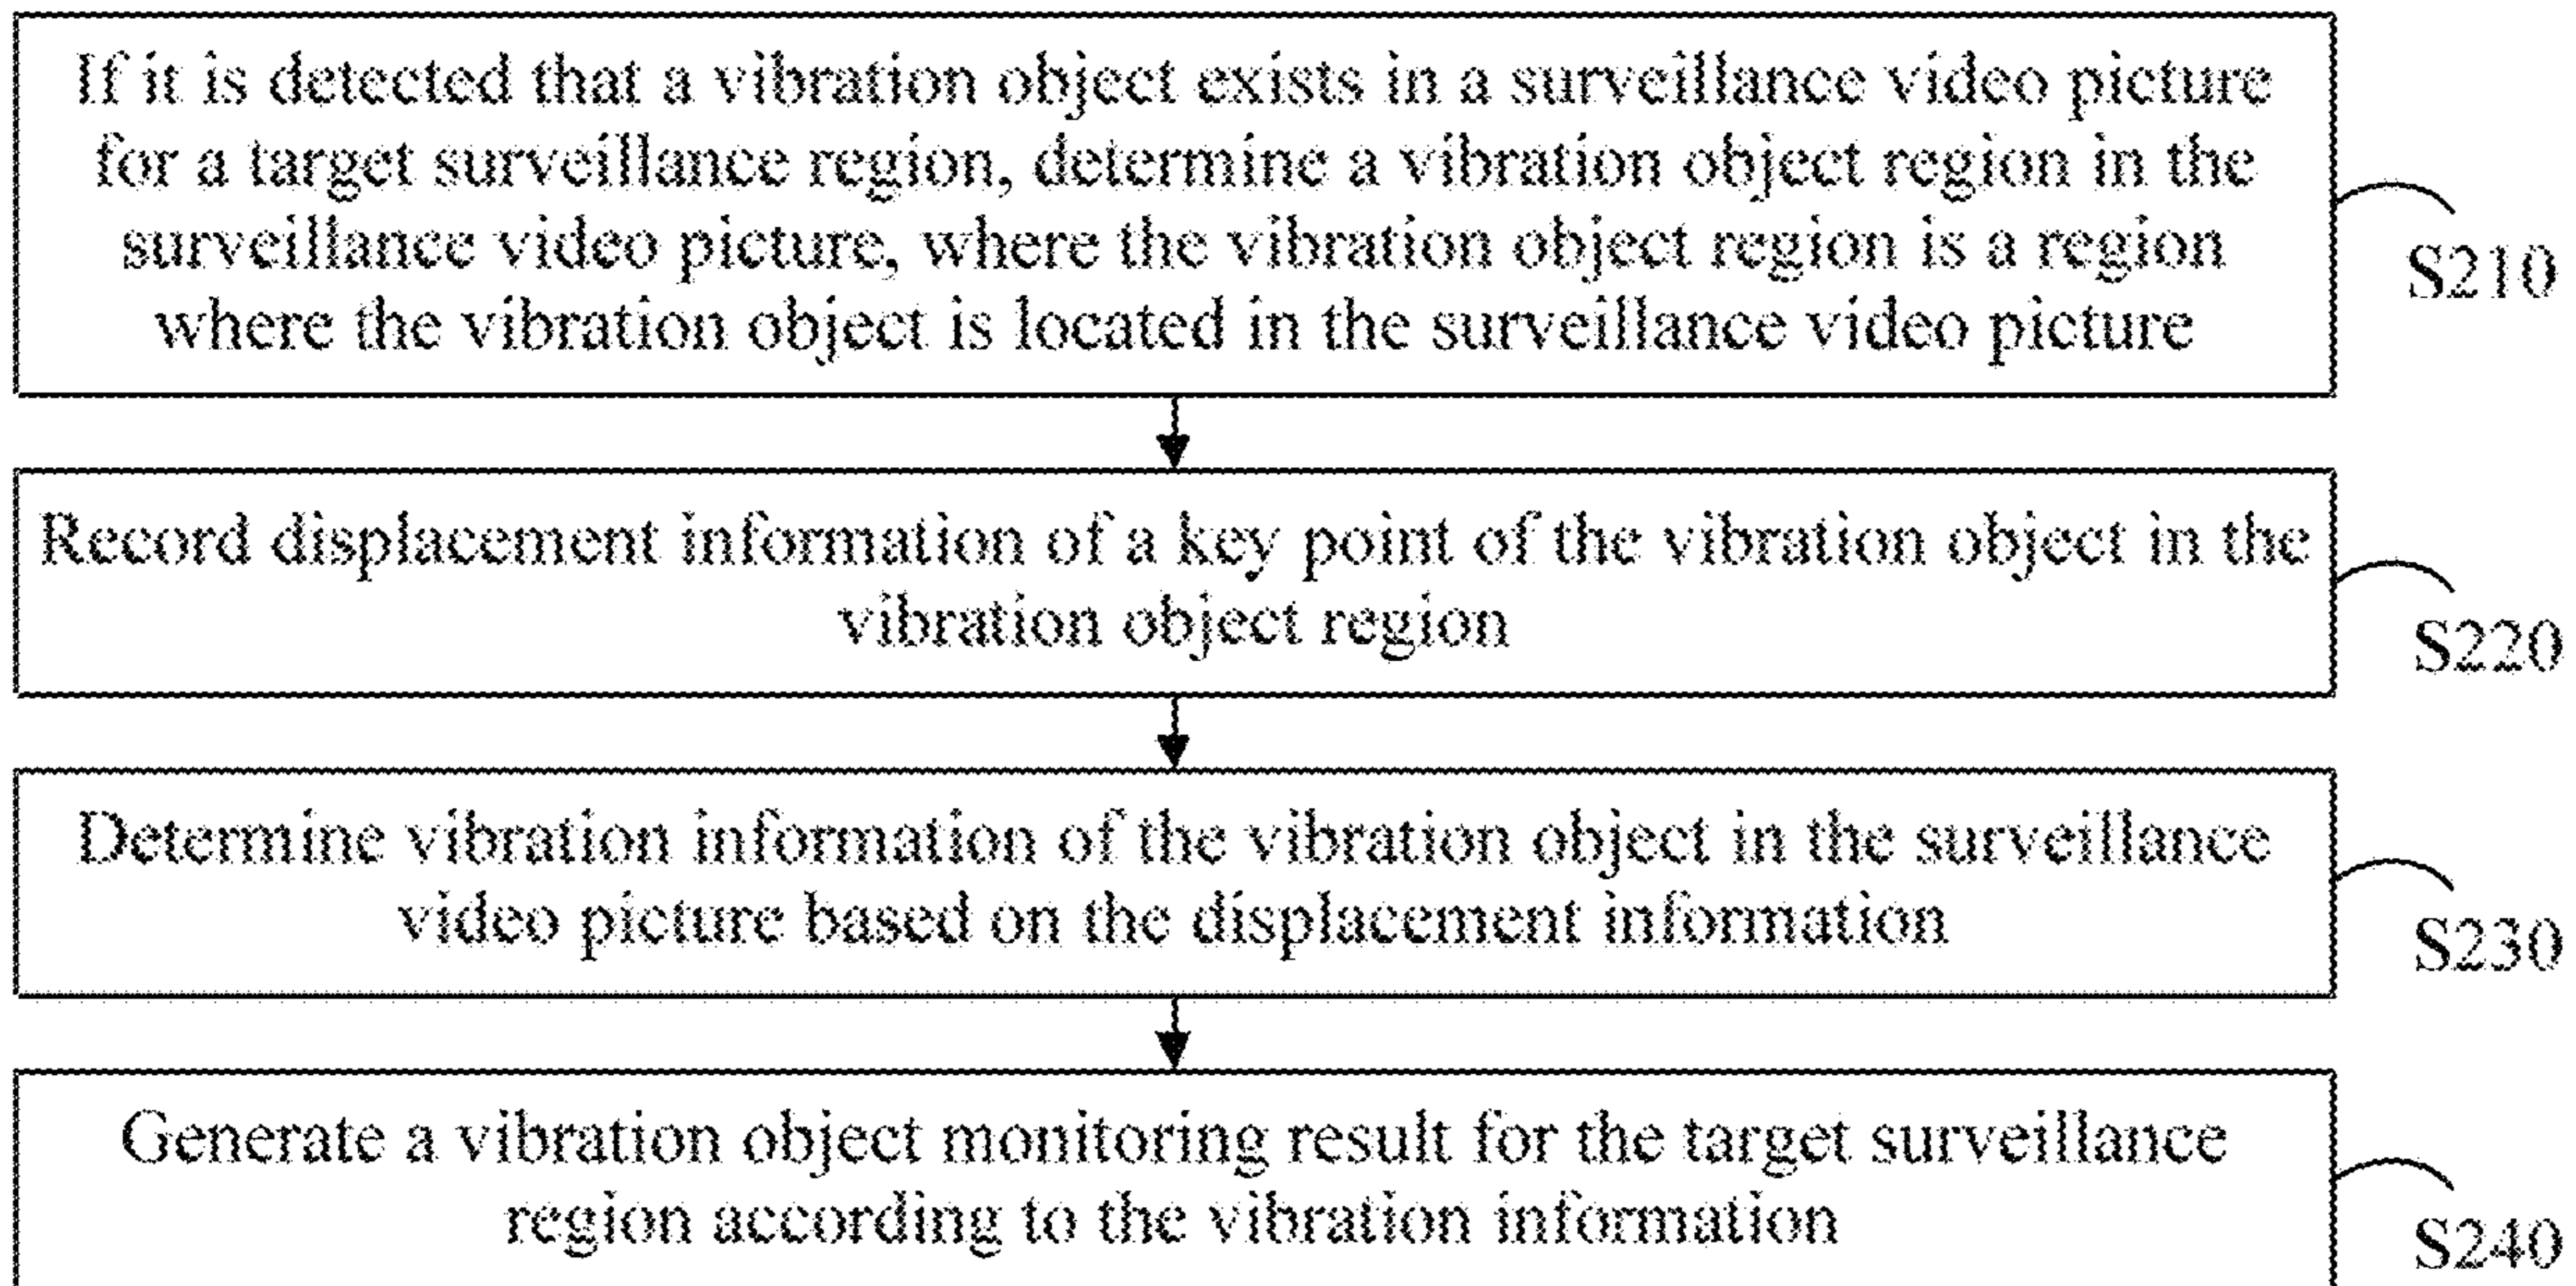 If it is detected that a vibration object exists in a surveillance video picture
for a target surveillance region, determine a vibration object region in the
surveillance video picture, where the vibration object region is a region
where the vibration object is located in the surveillance video picture
S210
Record displacement information of a key point of the vibration object in the
vibration object region
S220
Determine vibration information of the vibration object in the surveillance
video picture based on the displacement information
S230
Generate a vibration object monitoring result for the target surveillance
region according to the vibration information
S240